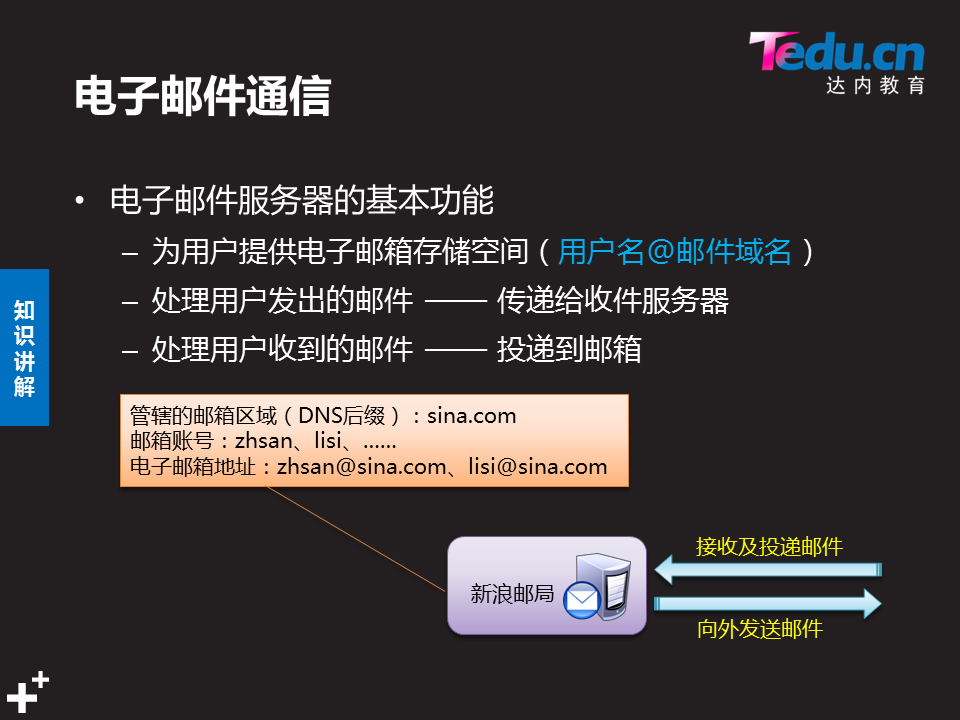 Tedu.cn
达内教育
电子邮件通信
• 电子邮件服务器的基本功能
– 为用户提供电子邮箱存储空间（用户名@邮件域名）
– 处理用户发出的邮件 —— 传递给收件服务器
– 处理用户收到的邮件 —— 投递到邮箱
知识讲解
管辖的邮箱区域（DNS后缀）：sina.com
邮箱账号：zhsan、lisi、……
电子邮箱地址：zhsan@sina.com、lisi@sina.com
接收及投递邮件
新浪邮局
向外发送邮件